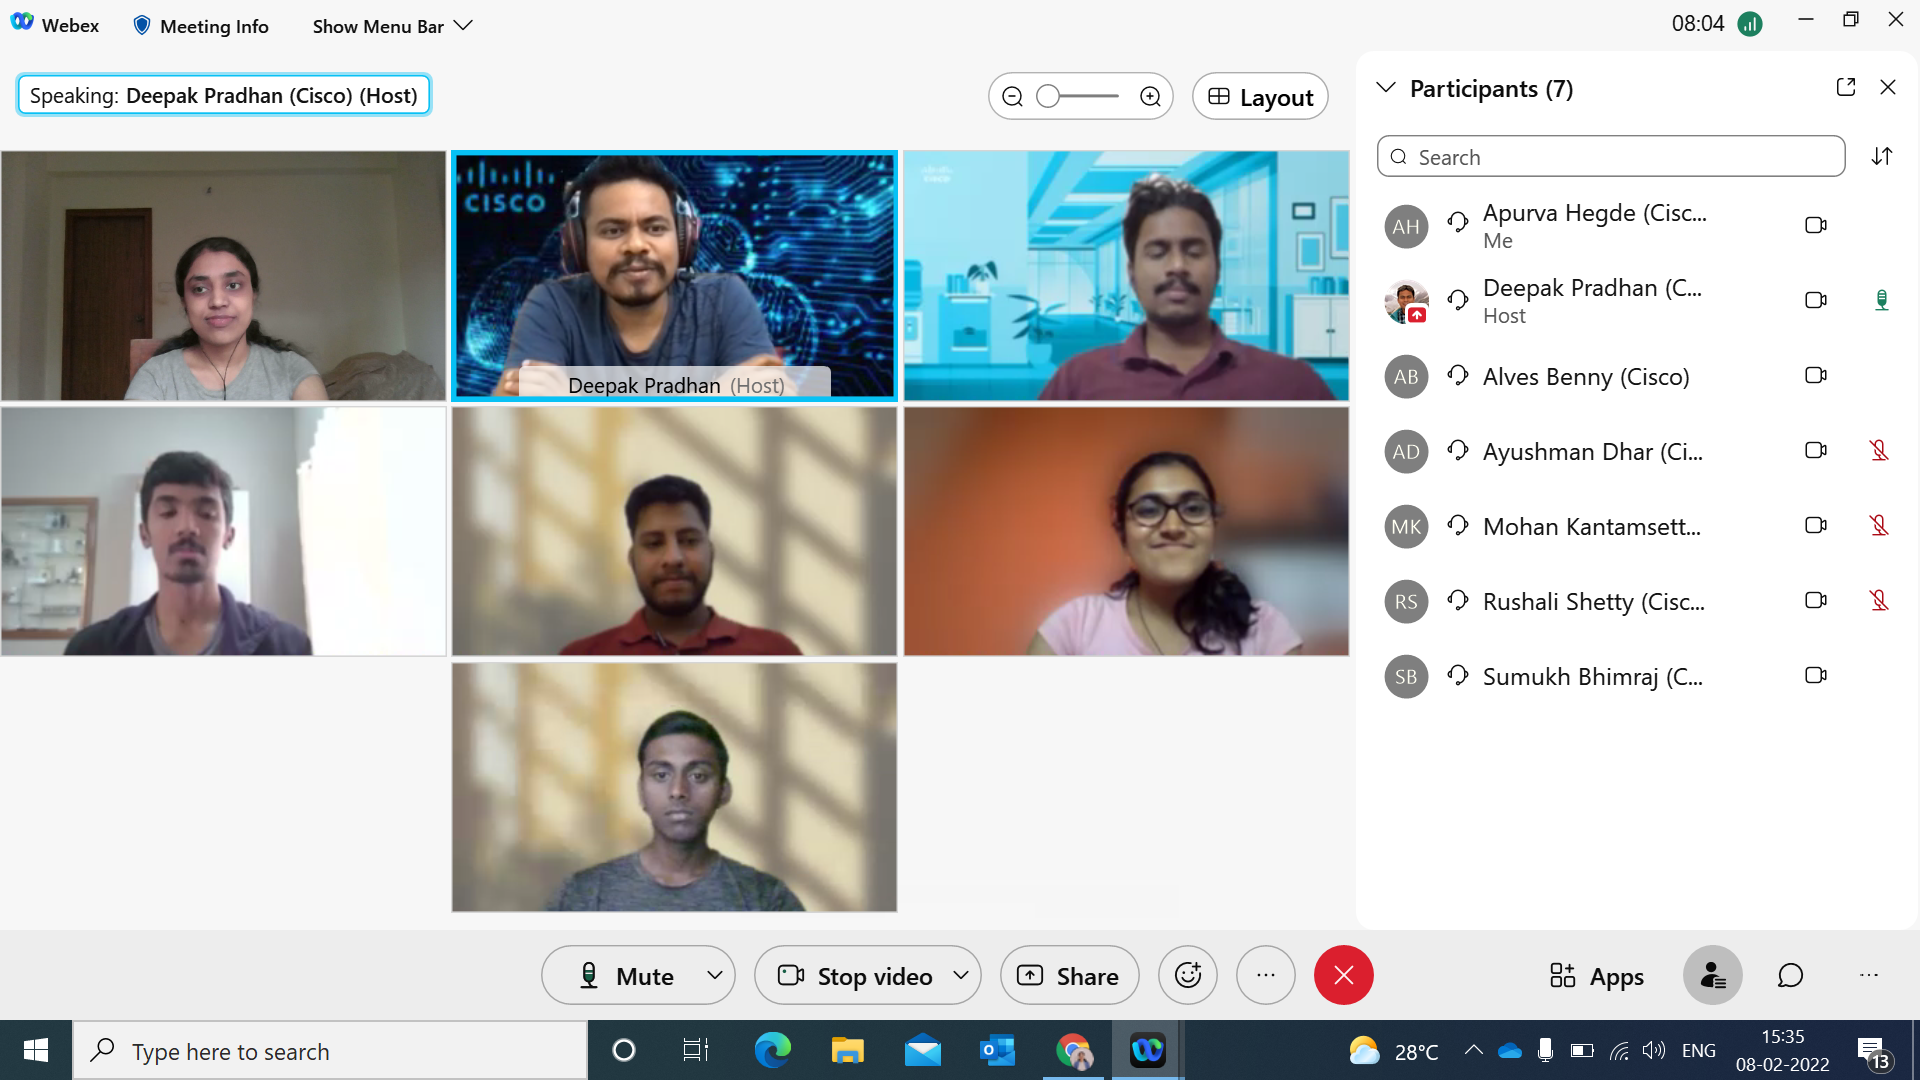 Webex
Meeting Info
Show Menu Bar
08:04
Speaking: Deepak Pradhan (Cisco) (Host)
Layout
Participants (7)
Search
AH
Apurva Hegde (Cisc...
Me
Deepak Pradhan (C...
Host
AB
Alves Benny (Cisco)
AD
Ayushman Dhar (Ci...
MK
Mohan Kantamsett...
RS
Rushali Shetty (Cisc...
SB
Sumukh Bhimraj (C...
CISCO
Deepak Pradhan (Host)
CISCO
Mute
Stop video
Share
Apps
Type here to search
28°C
ENG
15:35
08-02-2022
13